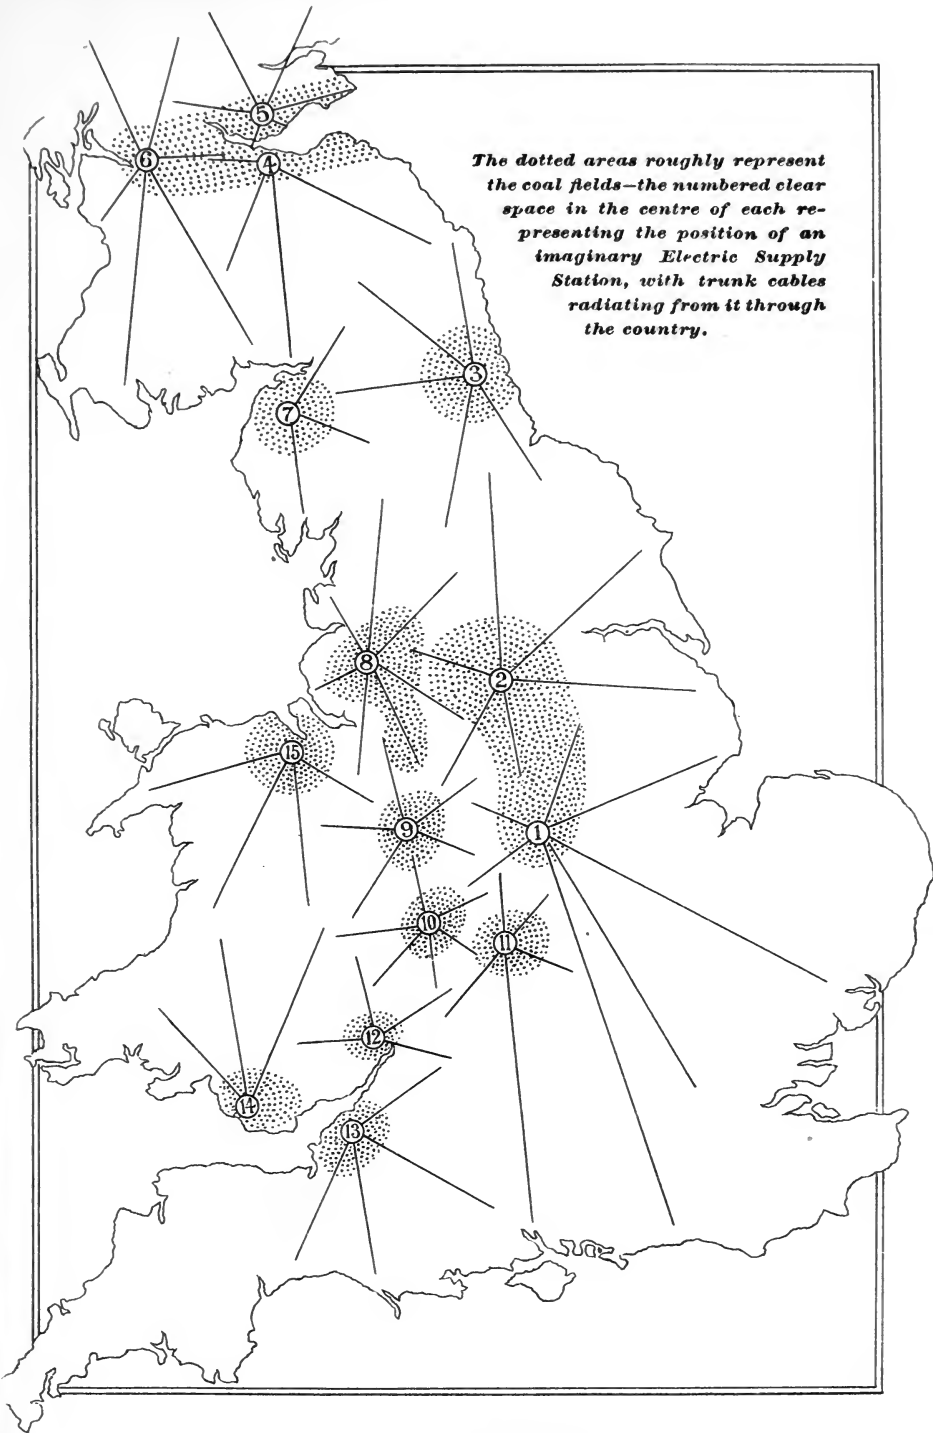 The dotted areas roughly represent
the coal fields—the numbered clear
space in the centre of each re-
presenting the position of an
imaginary Electric Supply
Station, with trunk cables
radiating from it through
the country.
5
6
4
3
7
8
2
15
9
1
10
11
12
14
13